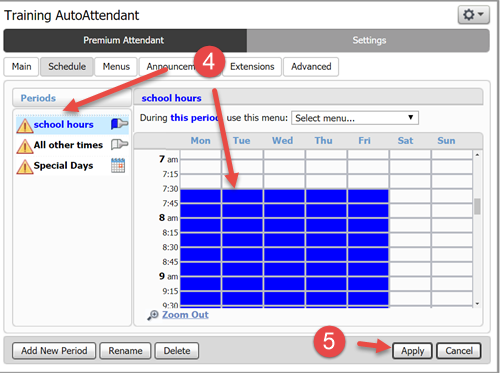 Training AutoAttendant
Premium Attendant Settings
Main Schedule Menus Announcem Extensions Advanced
4
Periods
school hours
All other times
Special Days
school hours
During this period, use this menu: Select menu...
Mon Tue Wed Thu Fri Sat Sun
7 am
7:15
7:30
7:45
8 am
8:15
8:30
8:45
9 am
9:15
9:30
Zoom Out
5
Add New Period Rename Delete Apply Cancel